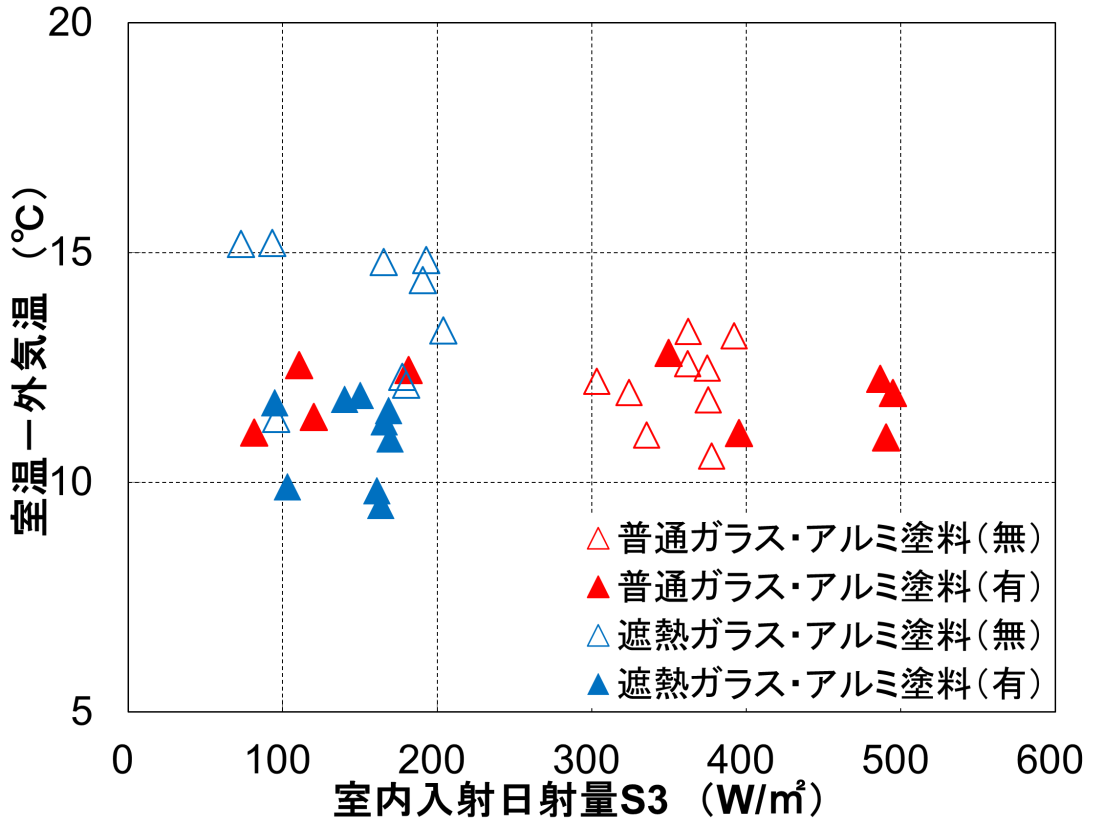 20
15
10
5
室温－外気温 （℃）
0 100 200 300 400 500 600
室内入射日射量S3 （W/㎡）
普通ガラス・アルミ塗料（無）
普通ガラス・アルミ塗料（有）
遮熱ガラス・アルミ塗料（無）
遮熱ガラス・アルミ塗料（有）